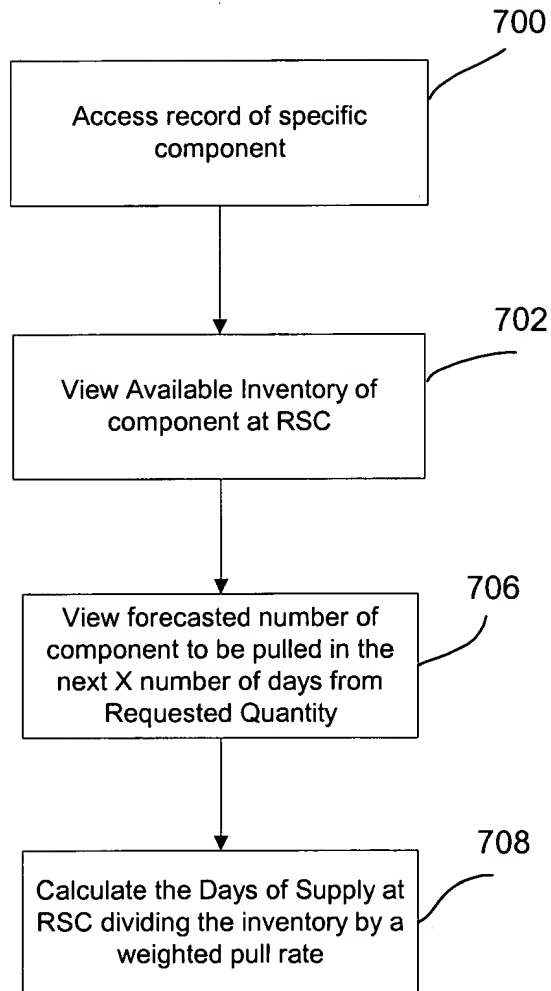 700
Access record of specific
component
702
View Available Inventory of
component at RSC
706
View forecasted number of
component to be pulled in the
next X number of days from
Requested Quantity
708
Calculate the Days of Supply at
RSC dividing the inventory by a
weighted pull rate